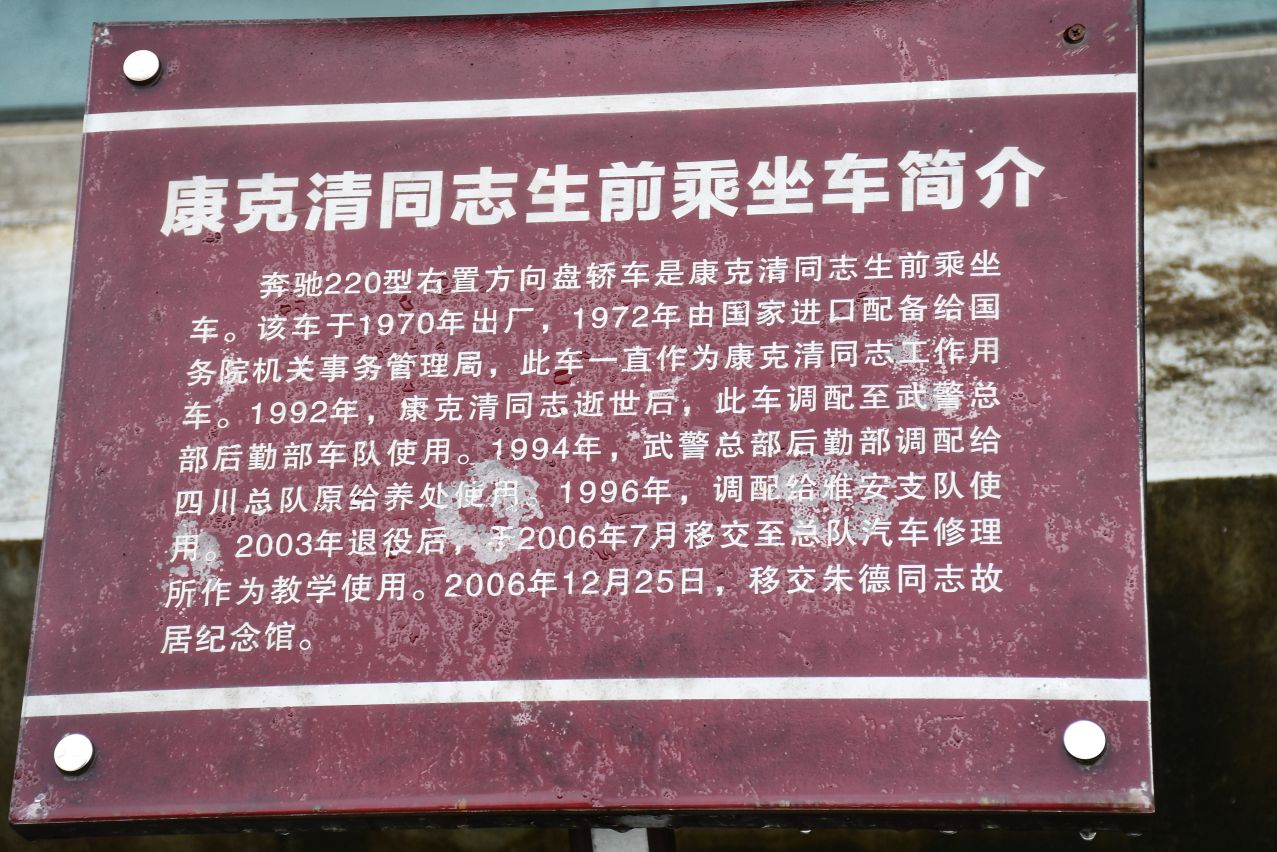 康克清同志生前乘坐车简介
奔驰220型右置方向盘轿车是康克清同志生前乘坐
车。该车于1970年出厂，1972年由国家进口配备给国
务院机关事务管理局，此车一直作为康克清同志工作用
车。1992年，康克清同志逝世后，此车调配至武警总
部后勤部车队使用。1994年，武警总部后勤部调配给
四川总队原给养处使用，1996年，调配给雅安支队使
用。2003年退役后，于2006年7月移交至总队汽车修理
所作为教学使用。2006年12月25日，移交朱德同志故
居纪念馆。